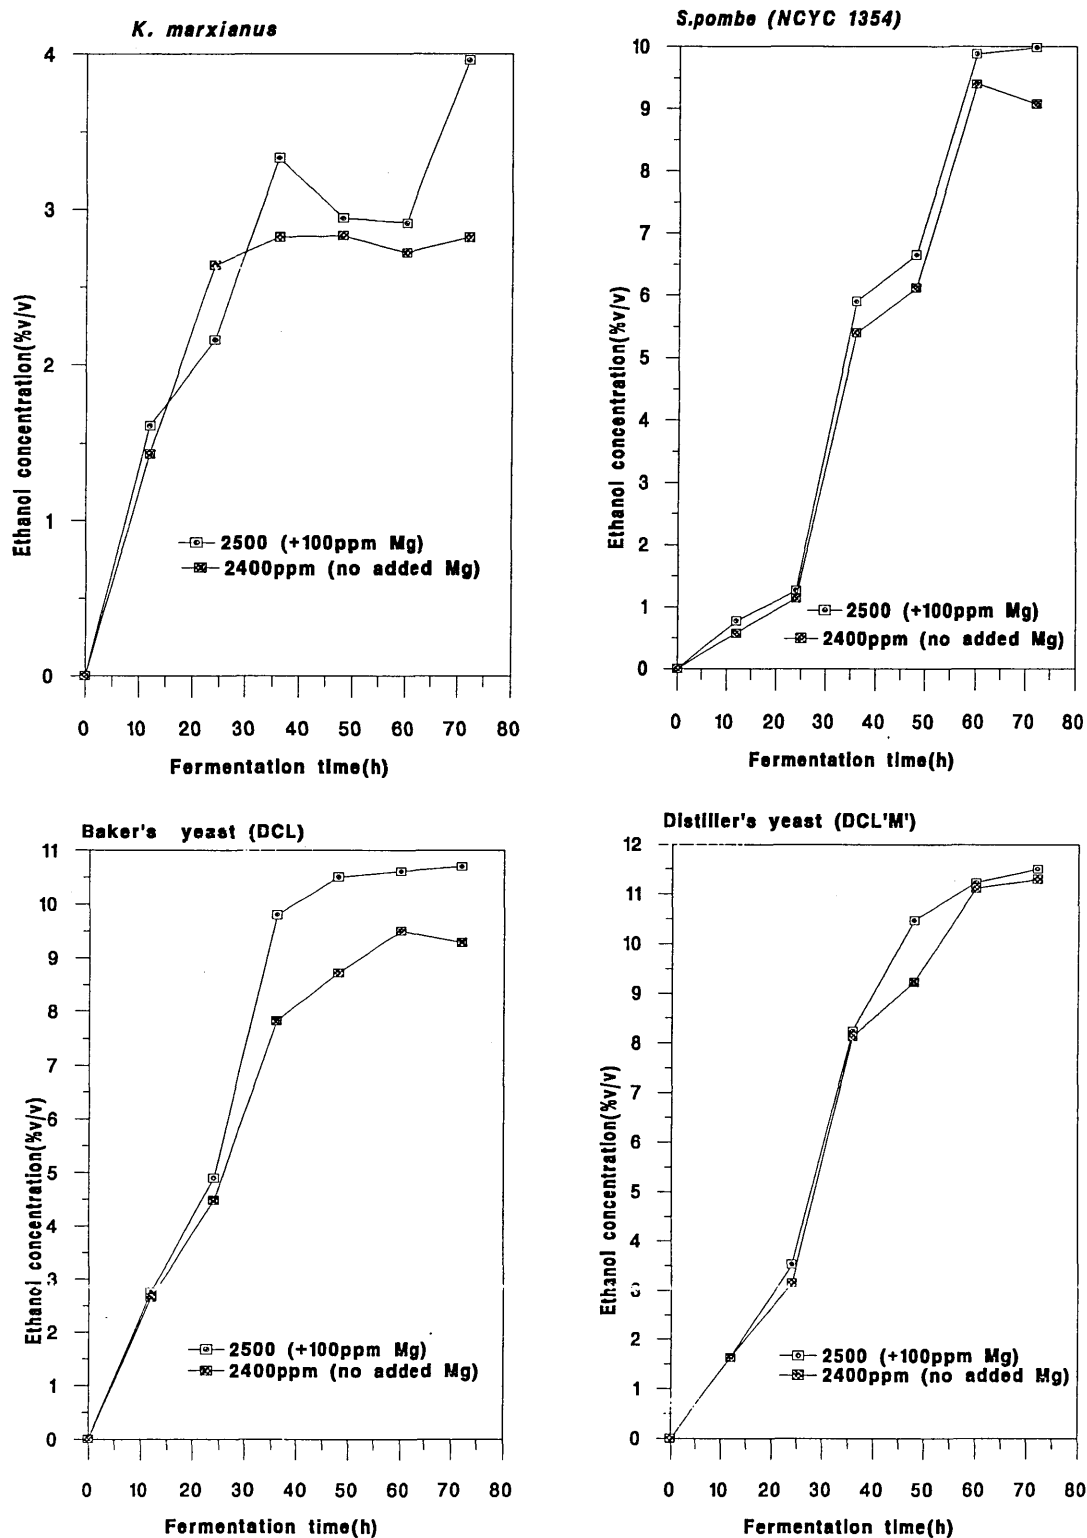 K. marxianus
4
3
2
1
0
Ethanol concentration(%v/v)
2500 (+100ppm Mg)
2400ppm (no added Mg)
0 10 20 30 40 50 60 70 80
Fermentation time(h)
S.pombe (NCYC 1354)
10
9
8
7
6
5
4
3
2
1
0
Ethanol concentration(%v/v)
2500 (+100ppm Mg)
2400ppm (no added Mg)
0 10 20 30 40 50 60 70 80
Fermentation time(h)
Baker's yeast (DCL)
11
10
9
8
7
6
5
4
3
2
1
0
Ethanol concentration(%v/v)
2500 (+100ppm Mg)
2400ppm (no added Mg)
0 10 20 30 40 50 60 70 80
Fermentation time(h)
Distiller's yeast (DCL'M')
12
11
10
9
8
7
6
5
4
3
2
1
0
Ethanol concentration(%v/v)
2500 (+100ppm Mg)
2400ppm (no added Mg)
0 10 20 30 40 50 60 70 80
Fermentation time(h)